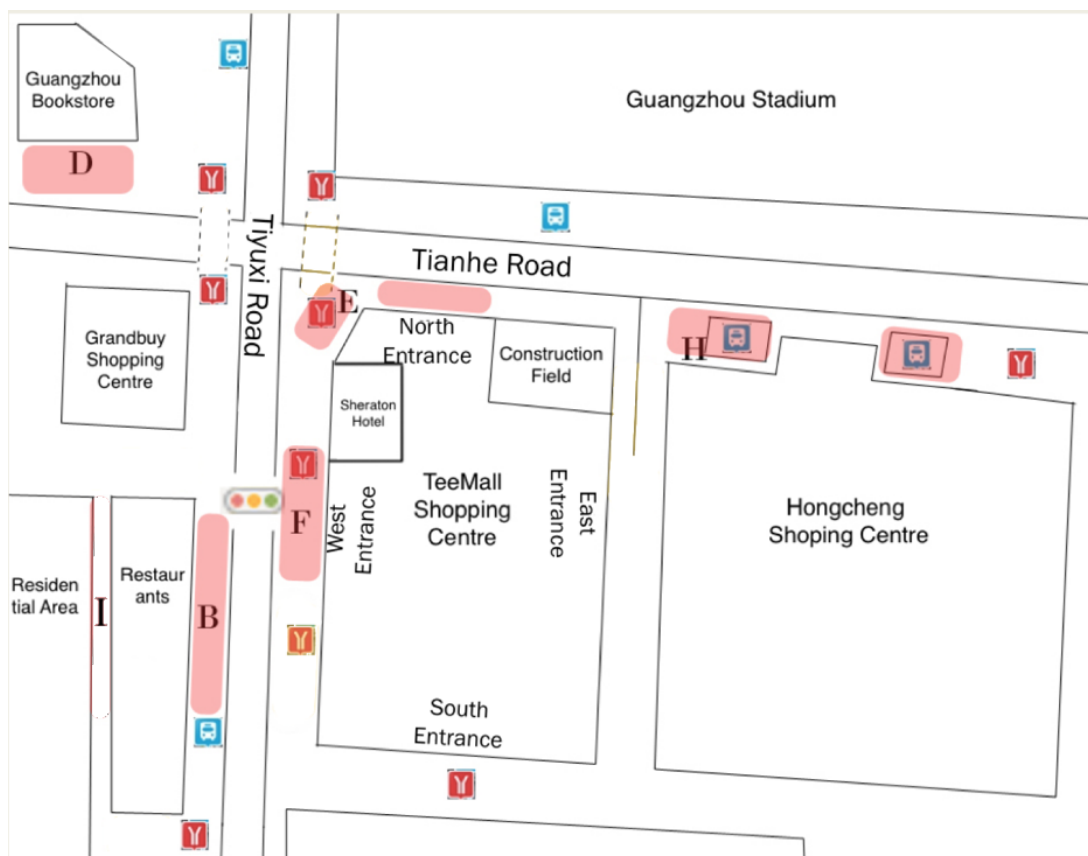 Guangzhou
Bookstore
Guangzhou Stadium
D
Tiyuxi Road
Tianhe Road
E
North
Entrance
Construction
Field
H
Grandbuy
Shopping
Centre
Sheraton
Hotel
TeeMall
Shopping
Centre
West
Entrance
East
Entrance
F
Hongcheng
Shoping Centre
Residen
tial Area
I
Restaur
ants
B
South
Entrance